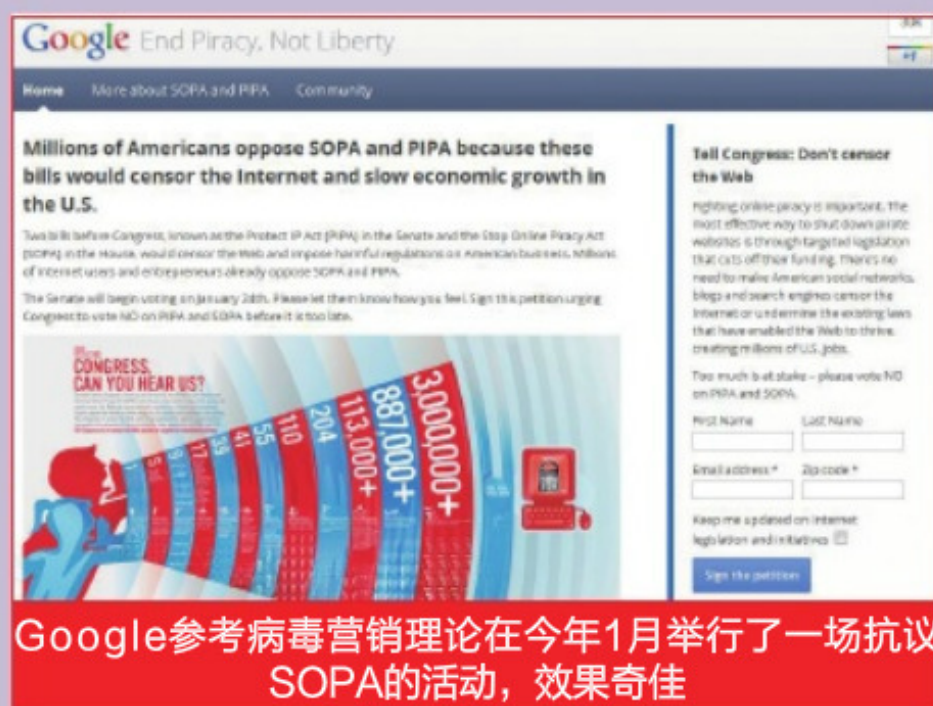 Google End Piracy, Not Liberty
Home More about SOPA and PIPA Community
Millions of Americans oppose SOPA and PIPA because these
bills would censor the Internet and slow economic growth in
the U.S.
Two bills before Congress, known as the Protect IP Act (PIPA) in the Senate and the Stop Online Piracy Act
(SOPA) in the House, would censor the Web and impose harmful regulations on American business. Millions
of internet users and entrepreneurs already oppose SOPA and PIPA.
The Senate will begin voting on January 24th. Please let them know how you feel. Sign this petition urging
Congress to vote NO on PIPA and SOPA before it is too late.
CONGRESS,
CAN YOU HEAR US?
1 5 9 17 39 41 55 110 204 113,000+ 887,000+ 3,000,000+
Tell Congress: Don't censor
the Web
Fighting online piracy is important. The
most effective way to shut down pirate
websites is through targeted legislation
that cuts off their funding. There's no
need to make American social networks,
blogs and search engines censor the
Internet or undermine the existing laws
that have enabled the Web to thrive,
creating millions of U.S. jobs.
Too much is at stake – please vote NO
on PIPA and SOPA.
First Name Last Name
Email address * Zip code *
Keep me updated on Internet
legislation and initiatives
Sign the petition
Google参考病毒营销理论在今年1月举行了一场抗议
SOPA的活动，效果奇佳